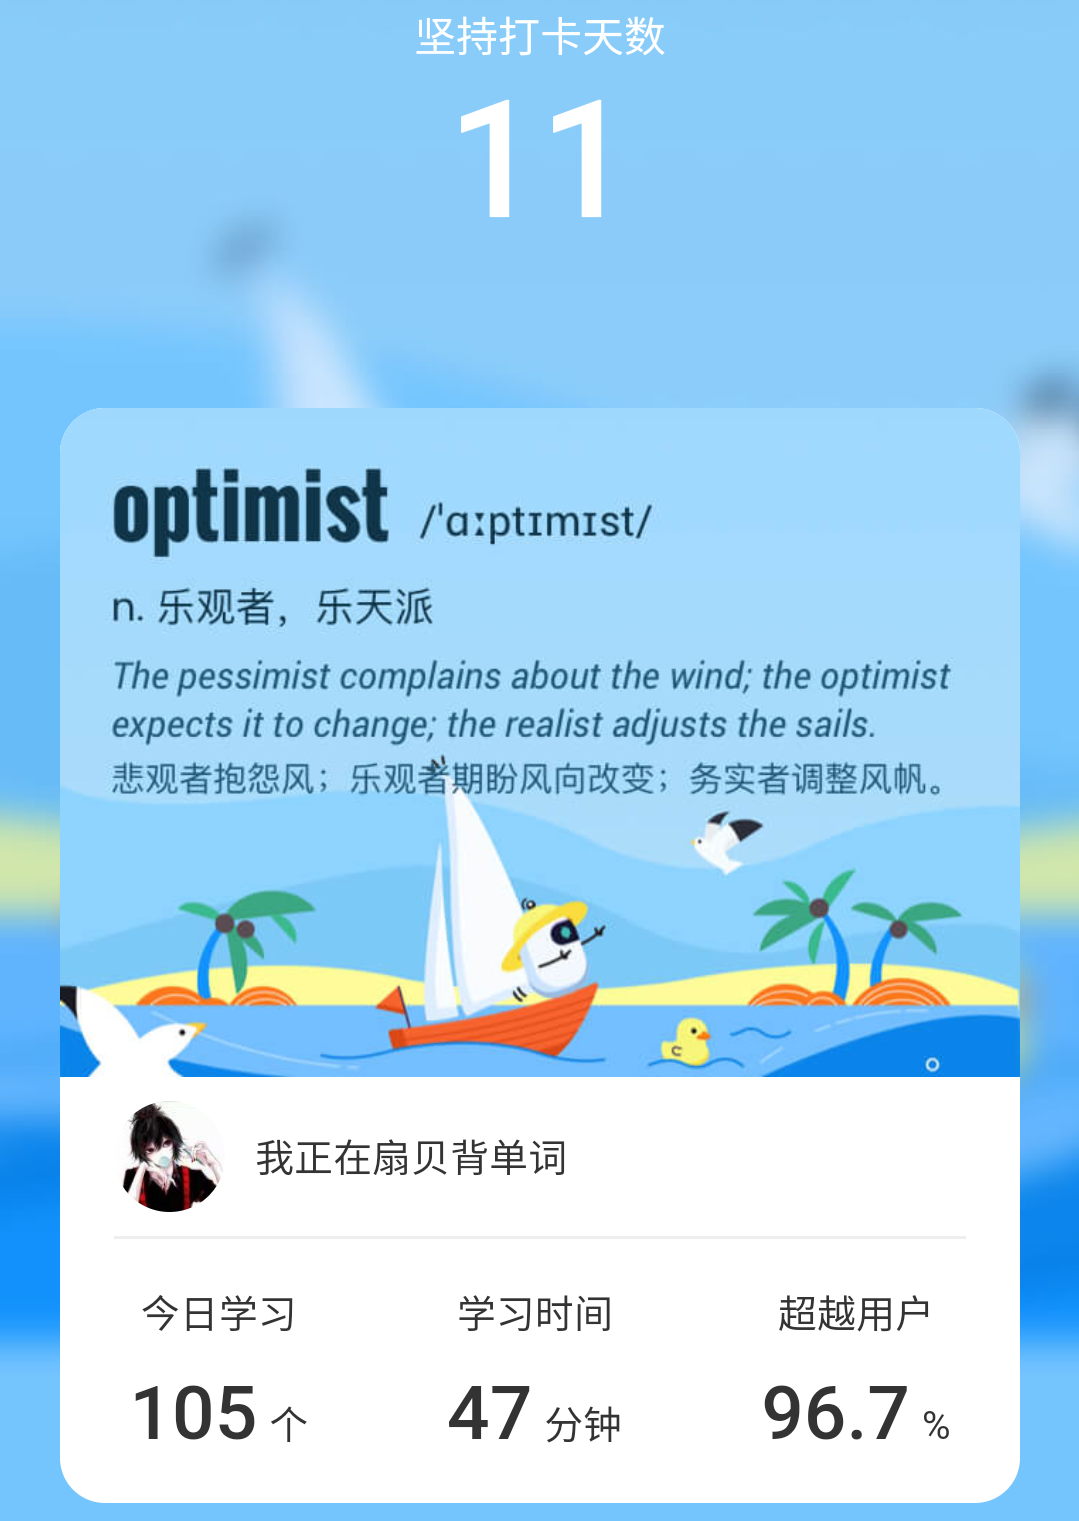 坚持打卡天数
11
optimist /ˈɑːptɪmɪst/
n. 乐观者，乐天派
The pessimist complains about the wind; the optimist
expects it to change; the realist adjusts the sails.
悲观者抱怨风；乐观者期盼风向改变；务实者调整风帆。
我正在扇贝背单词
今日学习 学习时间 超越用户
105 个 47 分钟 96.7 %